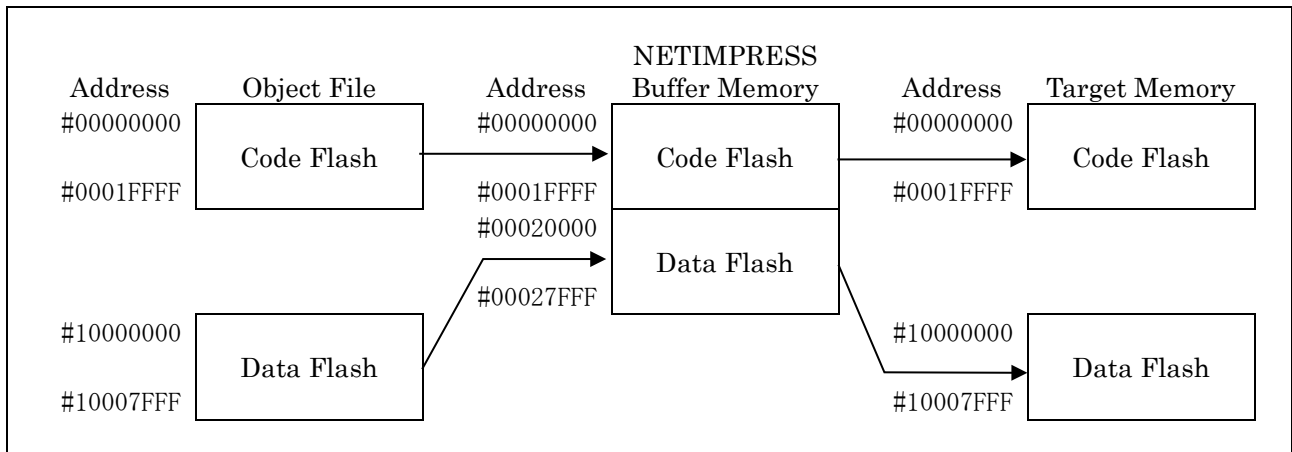 NETIMPRESS
Address Object File Address Buffer Memory Address Target Memory
#00000000 #00000000 #00000000
Code Flash Code Flash Code Flash
#0001FFFF #0001FFFF #0001FFFF
#00020000
Data Flash
#00027FFF
#10000000 #10000000
Data Flash Data Flash
#10007FFF #10007FFF